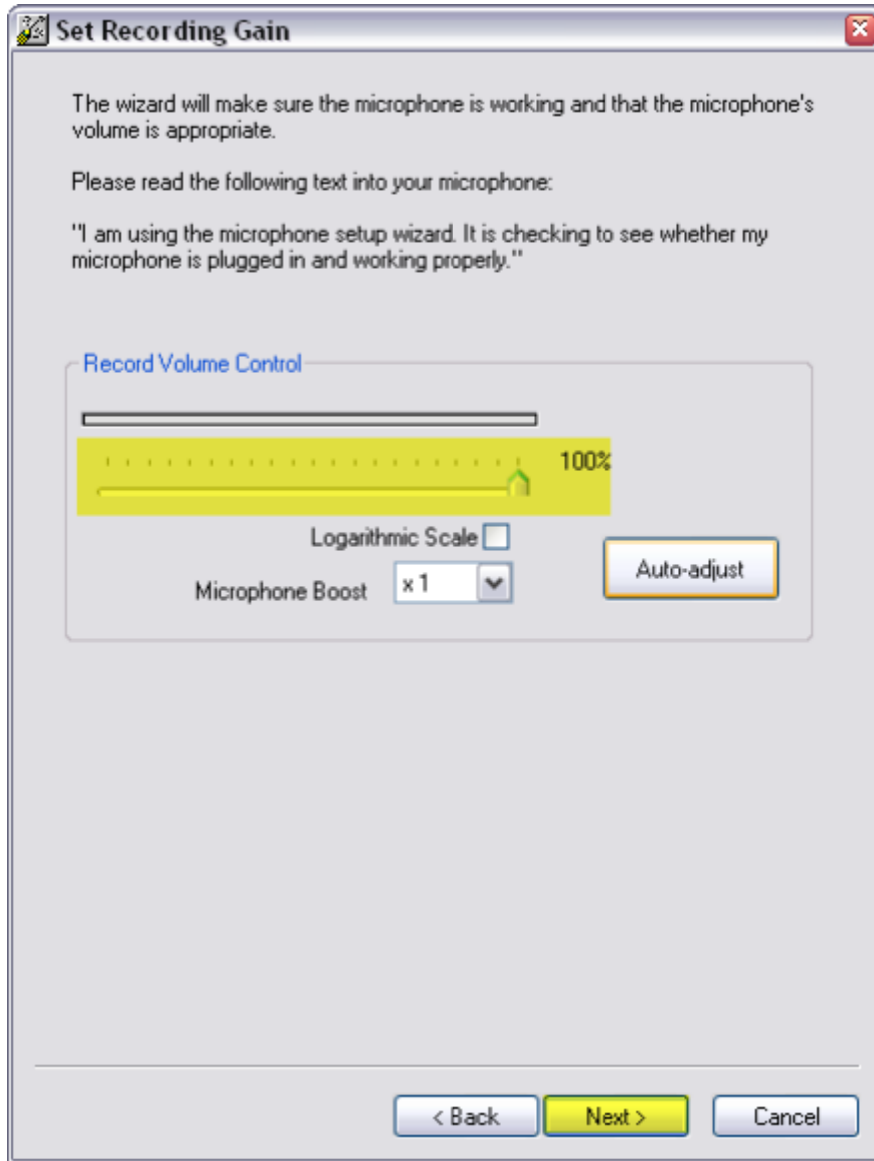 Set Recording Gain
The wizard will make sure the microphone is working and that the microphone's
volume is appropriate.
Please read the following text into your microphone:
"I am using the microphone setup wizard. It is checking to see whether my
microphone is plugged in and working properly."
Record Volume Control
100%
Logarithmic Scale
Microphone Boost x 1
Auto-adjust
< Back Next > Cancel